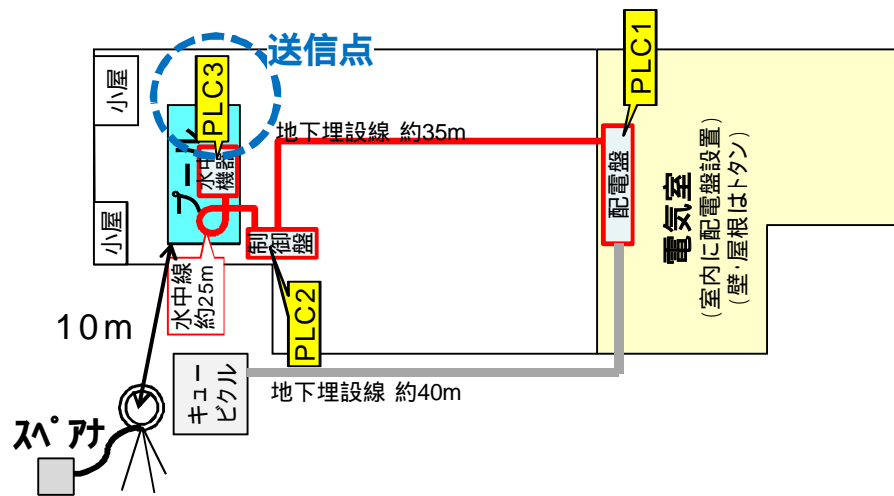 送信点
小屋
PLC3
PLC1
地下埋設線 約35m
プール
水中
機器
配電盤
電気室
(室内に配電盤設置)
(壁・屋根はトタン)
小屋
制御盤
水中線
約25m
PLC2
10m
キュー
ビクル
地下埋設線 約40m
スペアナ